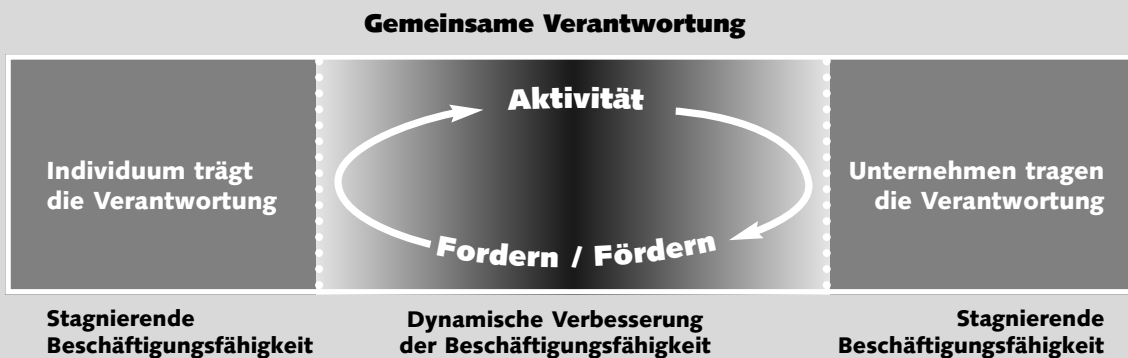 Gemeinsame Verantwortung
Individuum trägt
die Verantwortung
Aktivität
Fordern / Fördern
Unternehmen tragen
die Verantwortung
Stagnierende
Beschäftigungsfähigkeit
Dynamische Verbesserung
der Beschäftigungsfähigkeit
Stagnierende
Beschäftigungsfähigkeit